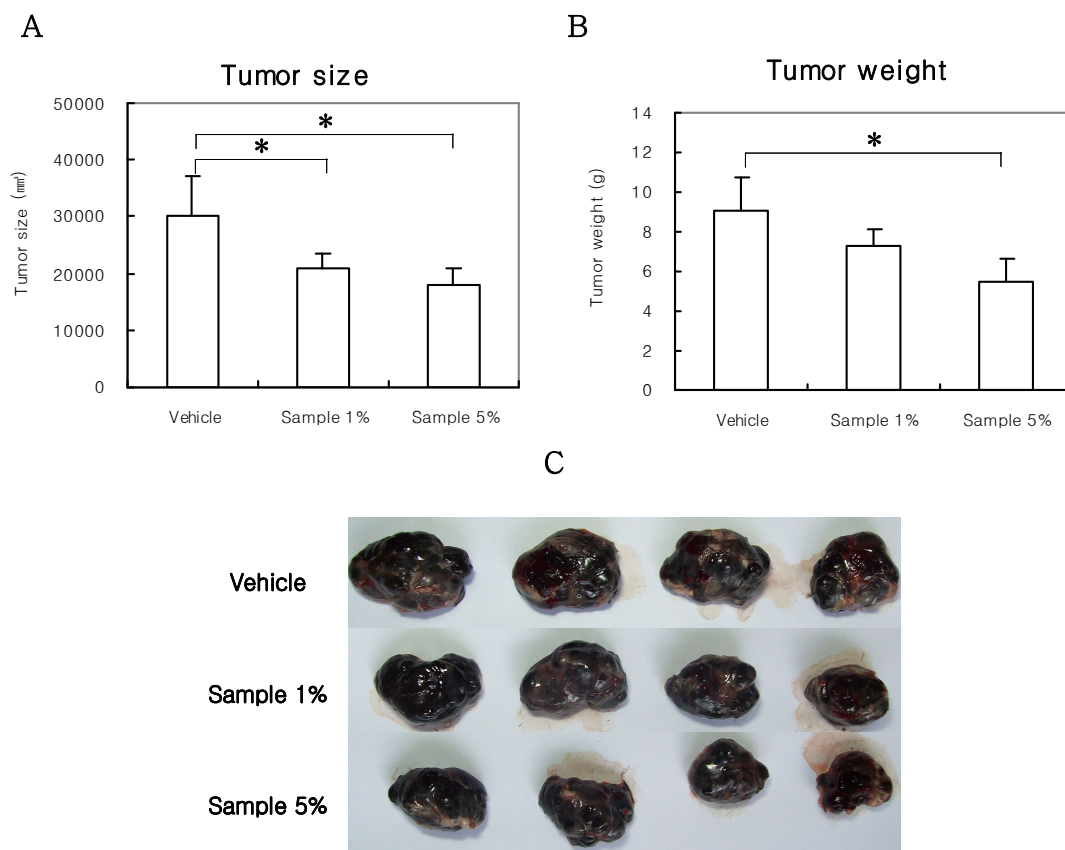 A
Tumor size
50000
40000
30000
20000
10000
0
Tumor size (㎣)
*
*
Vehicle
Sample 1%
Sample 5%
B
Tumor weight
14
12
10
8
6
4
2
0
Tumor weight (g)
*
Vehicle
Sample 1%
Sample 5%
C
Vehicle
Sample 1%
Sample 5%